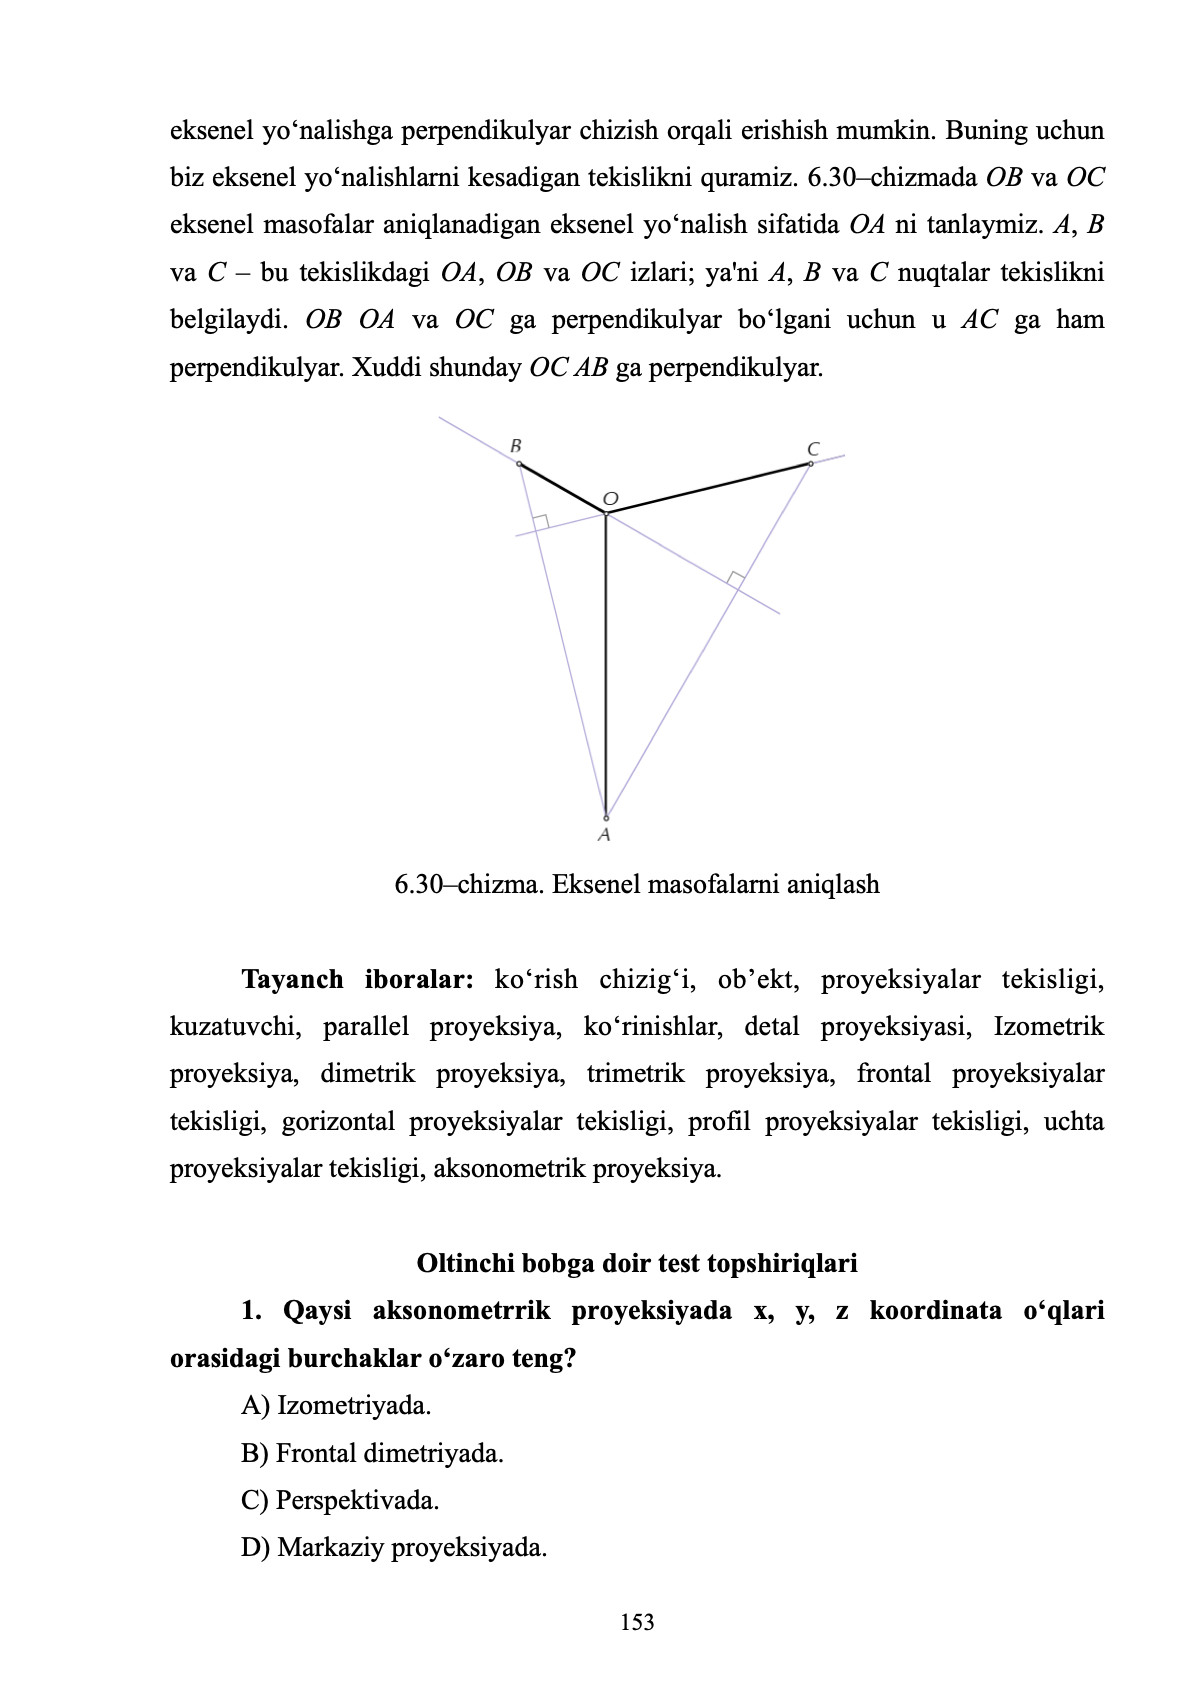 eksenel yo‘nalishga perpendikulyar chizish orqali erishish mumkin. Buning uchun
biz eksenel yo‘nalishlarni kesadigan tekislikni quramiz. 6.30–chizmada OB va OC
eksenel masofalar aniqlanadigan eksenel yo‘nalish sifatida OA ni tanlaymiz. A, B
va C – bu tekislikdagi OA, OB va OC izlari; ya'ni A, B va C nuqtalar tekislikni
belgilaydi. OB OA va OC ga perpendikulyar bo‘lgani uchun u AC ga ham
perpendikulyar. Xuddi shunday OC AB ga perpendikulyar.
B
C
O
A
6.30–chizma. Eksenel masofalarni aniqlash
Tayanch iboralar: ko‘rish chizig‘i, ob’ekt, proyeksiyalar tekisligi,
kuzatuvchi, parallel proyeksiya, ko‘rinishlar, detal proyeksiyasi, Izometrik
proyeksiya, dimetrik proyeksiya, trimetrik proyeksiya, frontal proyeksiyalar
tekisligi, gorizontal proyeksiyalar tekisligi, profil proyeksiyalar tekisligi, uchta
proyeksiyalar tekisligi, aksonometrik proyeksiya.
Oltinchi bobga doir test topshiriqlari
1. Qaysi aksonometrrik proyeksiyada x, y, z koordinata o‘qlari
orasidagi burchaklar o‘zaro teng?
A) Izometriyada.
B) Frontal dimetriyada.
C) Perspektivada.
D) Markaziy proyeksiyada.
153